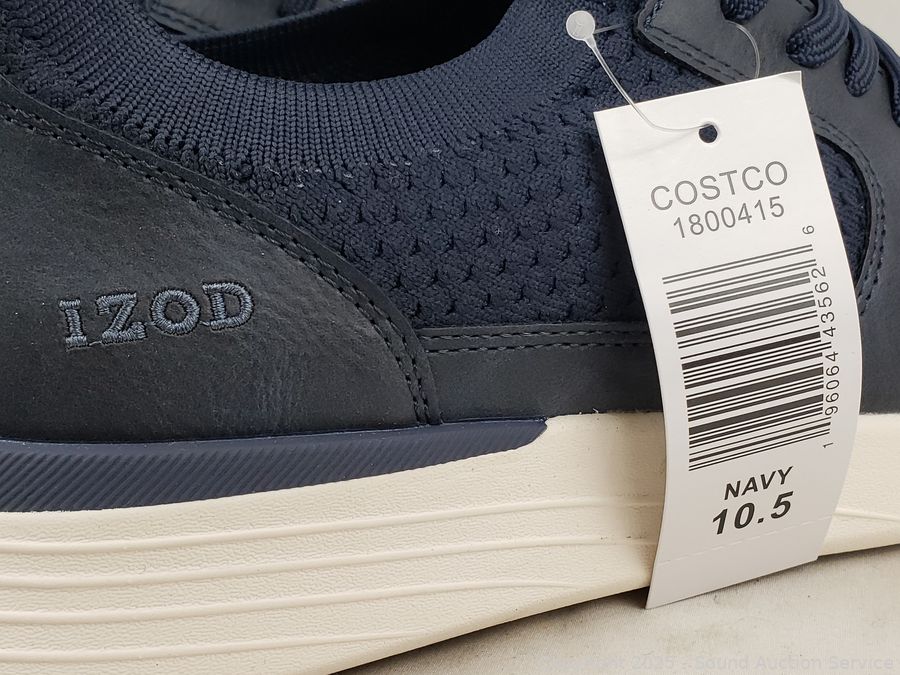 COSTCO
1800415
IZOD
1 96064 43562 6
NAVY
10.5
Copyright 2025 - Sound Auction Service